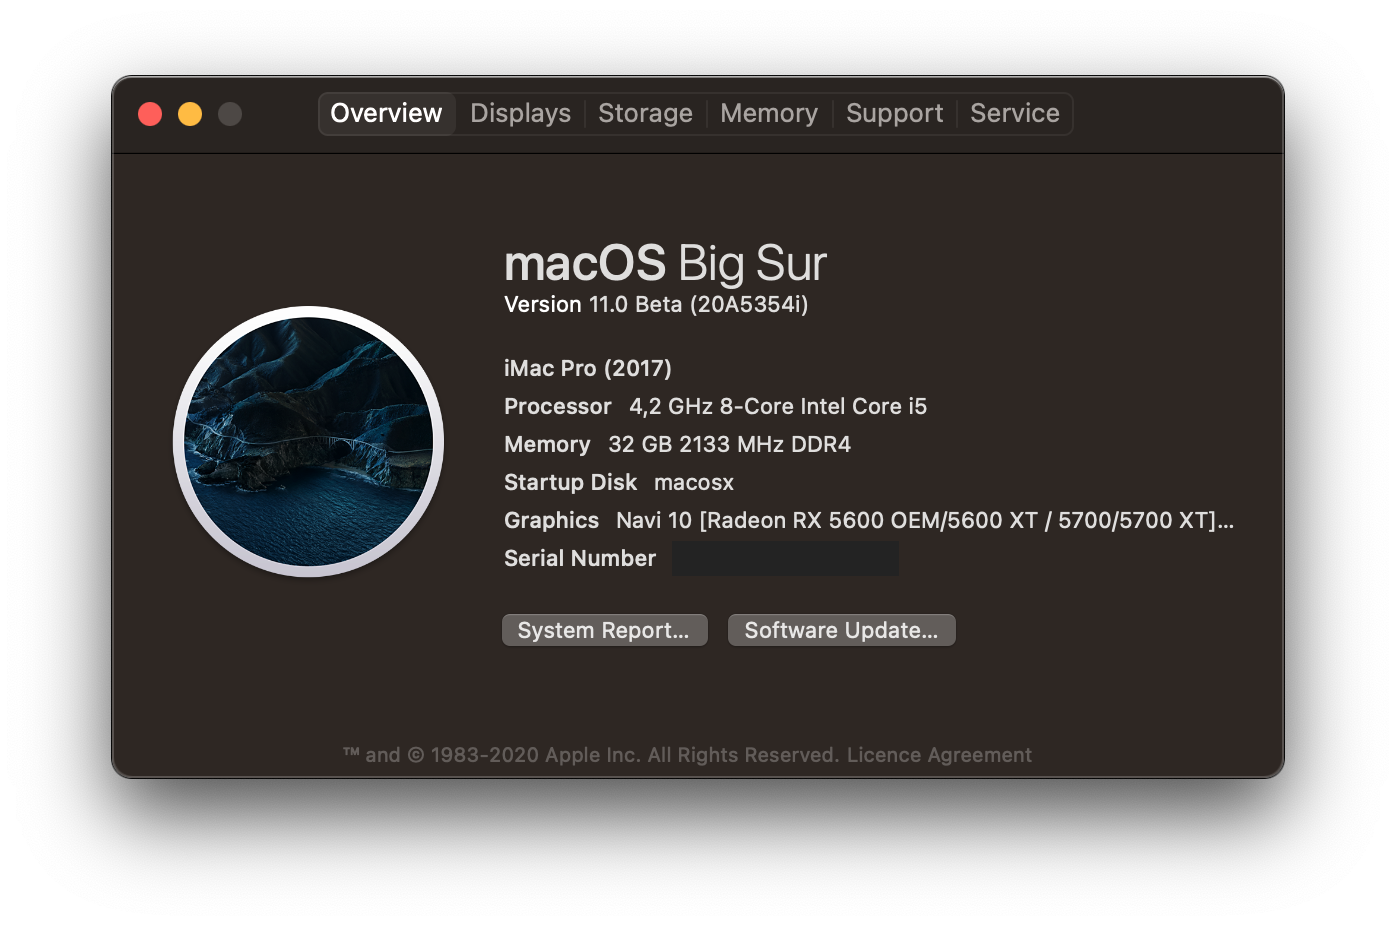 Overview Displays Storage Memory Support Service
macOS Big Sur
Version 11.0 Beta (20A5354i)
iMac Pro (2017)
Processor 4,2 GHz 8-Core Intel Core i5
Memory 32 GB 2133 MHz DDR4
Startup Disk macosx
Graphics Navi 10 [Radeon RX 5600 OEM/5600 XT / 5700/5700 XT]...
Serial Number
System Report... Software Update...
™ and © 1983-2020 Apple Inc. All Rights Reserved. Licence Agreement